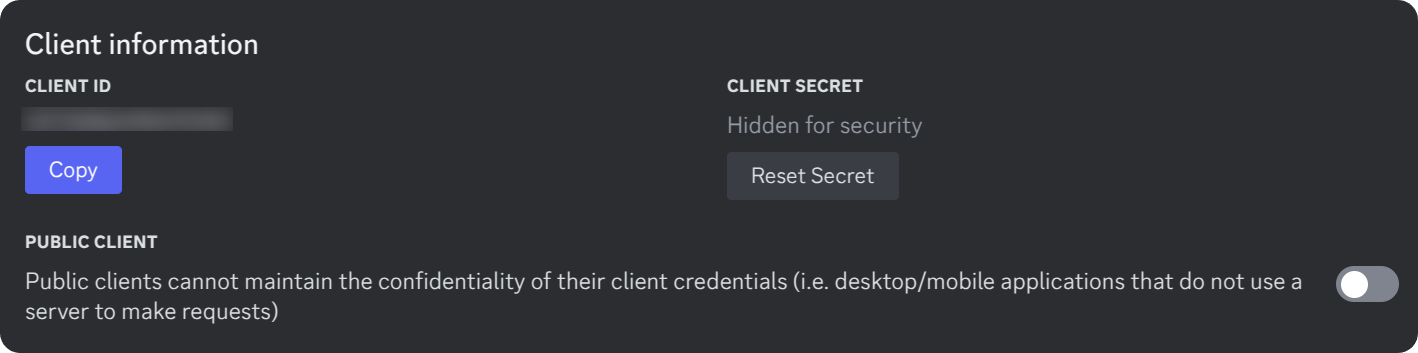 Client information
CLIENT ID
Copy
CLIENT SECRET
Hidden for security
Reset Secret
PUBLIC CLIENT
Public clients cannot maintain the confidentiality of their client credentials (i.e. desktop/mobile applications that do not use a
server to make requests)